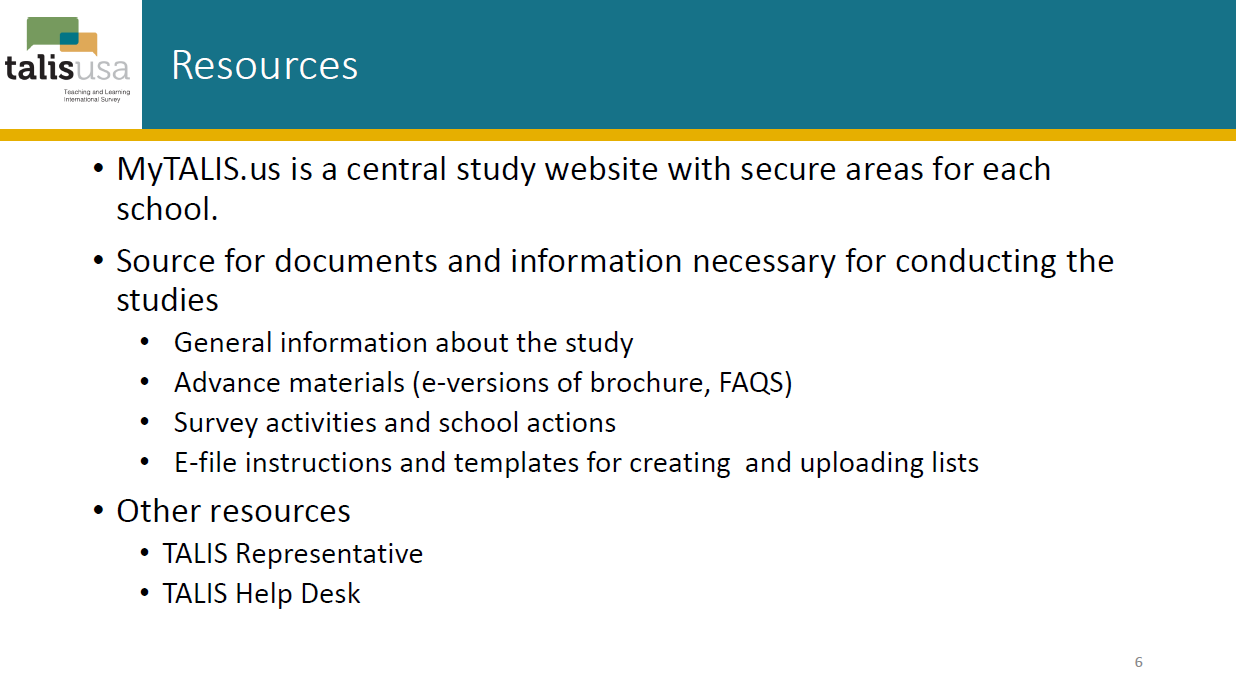 talisusa
Teaching and Learning
International Survey
Resources
• MyTALIS.us is a central study website with secure areas for each
school.
• Source for documents and information necessary for conducting the
studies
• General information about the study
• Advance materials (e-versions of brochure, FAQS)
• Survey activities and school actions
• E-file instructions and templates for creating  and uploading lists
• Other resources
• TALIS Representative
• TALIS Help Desk
6